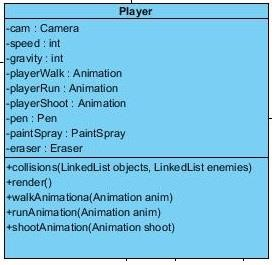 Player
-cam : Camera
-speed : int
-gravity : int
-playerWalk : Animation
-playerRun : Animation
-playerShoot : Animation
-pen : Pen
-paintSpray : PaintSpray
-eraser : Eraser
+collisions(LinkedList objects, LinkedList enemies)
+render()
+walkAnimationa(Animation anim)
+runAnimation(Animation anim)
+shootAnimation(Animation shoot)